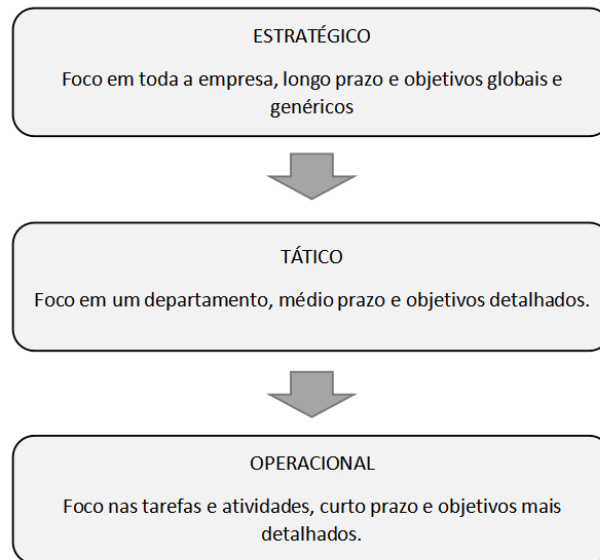 ESTRATÉGICO
Foco em toda a empresa, longo prazo e objetivos globais e
genéricos
TÁTICO
Foco em um departamento, médio prazo e objetivos detalhados.
OPERACIONAL
Foco nas tarefas e atividades, curto prazo e objetivos mais
detalhados.